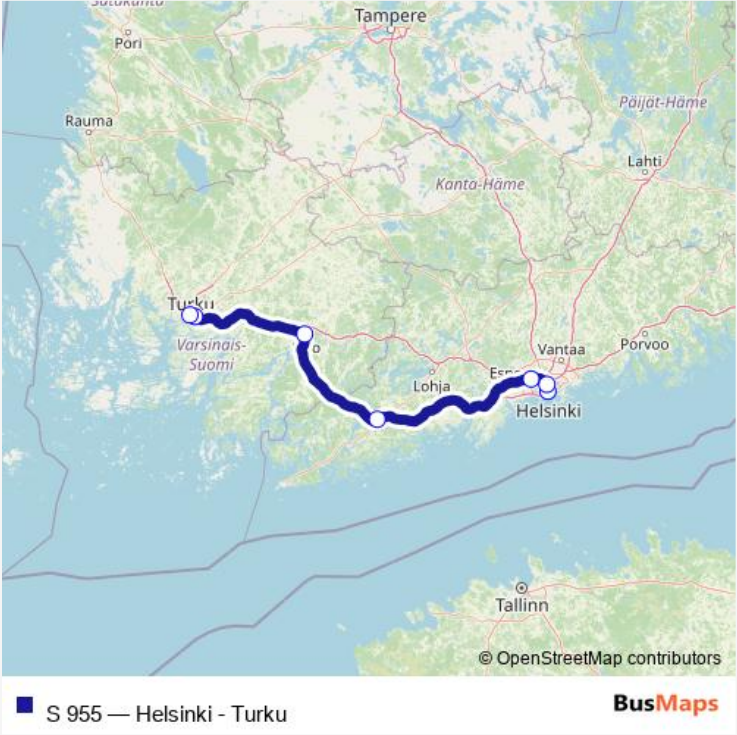 Satakunta
Tampere
Pori
Rauma
Päijät-Häme
Lahti
Kanta-Häme
Turku
Varsinais-
Suomi
Vantaa
Porvoo
Lohja
Helsinki
Tallinn
© OpenStreetMap contributors
S 955 — Helsinki - Turku
BusMaps